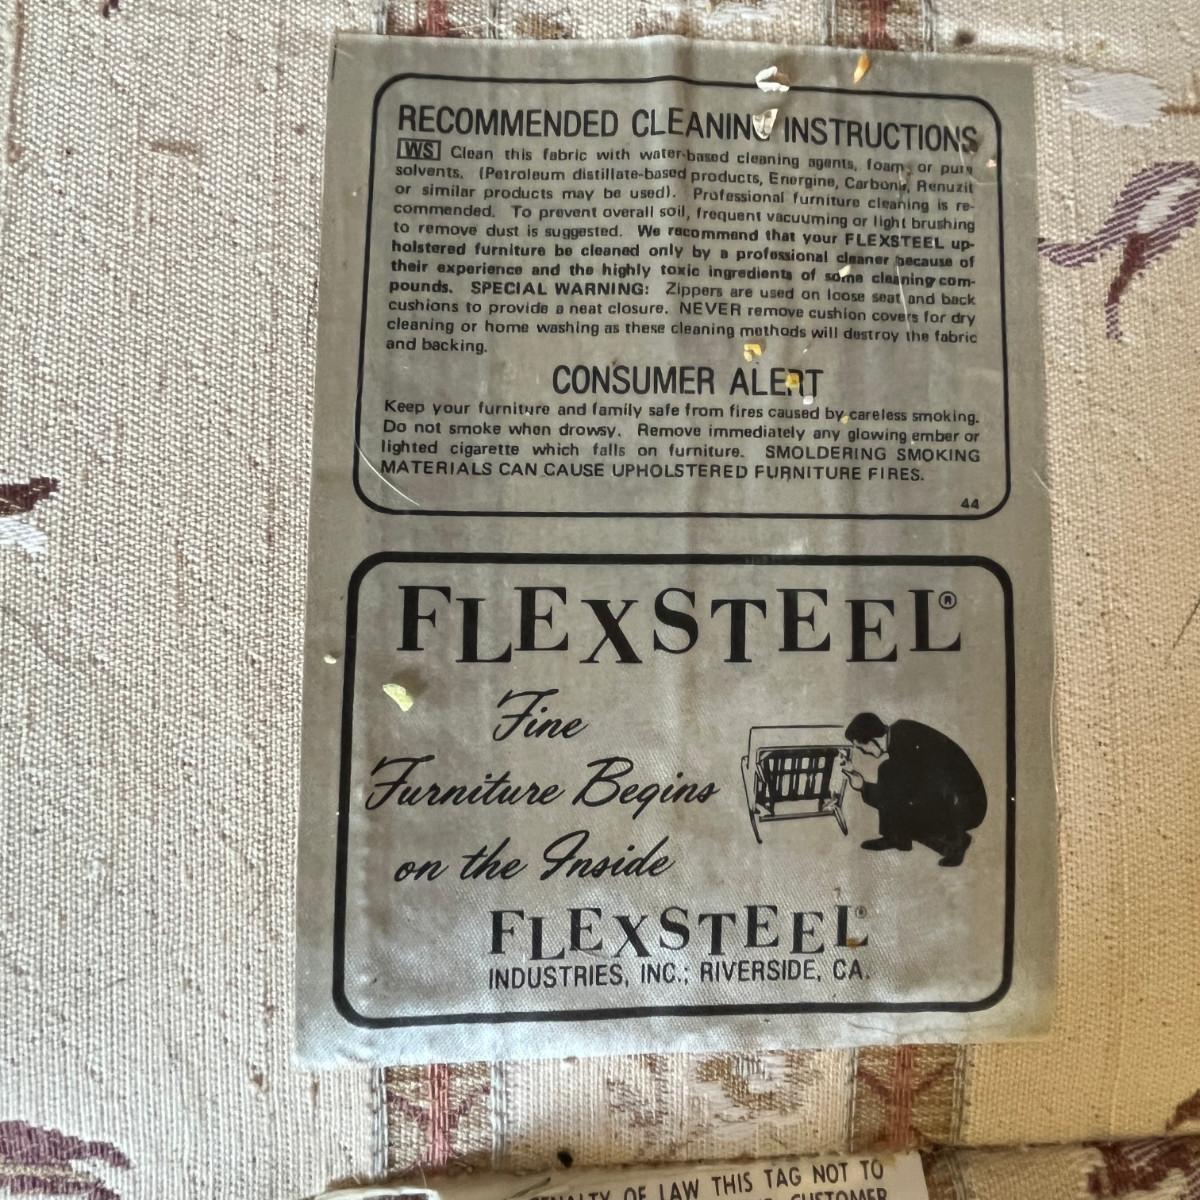 RECOMMENDED CLEANING INSTRUCTIONS
WS Clean this fabric with water-based cleaning agents, foam, or pure
solvents. (Petroleum distillate-based products, Energine, Carbona, Renuzit
or similar products may be used). Professional furniture cleaning is re-
commended. To prevent overall soil, frequent vacuuming or light brushing
to remove dust is suggested. We recommend that your FLEXSTEEL up-
holstered furniture be cleaned only by a professional cleaner because of
their experience and the highly toxic ingredients of some cleaning com-
pounds. SPECIAL WARNING: Zippers are used on loose seat and back
cushions to provide a neat closure. NEVER remove cushion covers for dry
cleaning or home washing as these cleaning methods will destroy the fabric
and backing.
CONSUMER ALERT
Keep your furniture and family safe from fires caused by careless smoking.
Do not smoke when drowsy. Remove immediately any glowing ember or
lighted cigarette which falls on furniture. SMOLDERING SMOKING
MATERIALS CAN CAUSE UPHOLSTERED FURNITURE FIRES.
44
FLEXSTEEL®
Fine
Furniture Begins
on the Inside
FLEXSTEEL®
INDUSTRIES, INC.; RIVERSIDE, CA.
OF LAW THIS TAG NOT TO
CUSTOMER